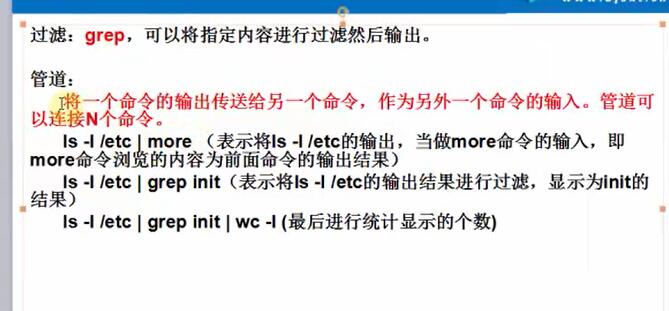 过滤：grep，可以将指定内容进行过滤然后输出。
管道：
将一个命令的输出传送给另一个命令，作为另外一个命令的输入。管道可
以连接N个命令。
ls -l /etc | more （表示将ls -l /etc的输出，当做more命令的输入，即
more命令浏览的内容为前面命令的输出结果）
ls -l /etc | grep init（表示将ls -l /etc的输出结果进行过滤，显示为init的
结果）
ls -l /etc | grep init | wc -l (最后进行统计显示的个数)